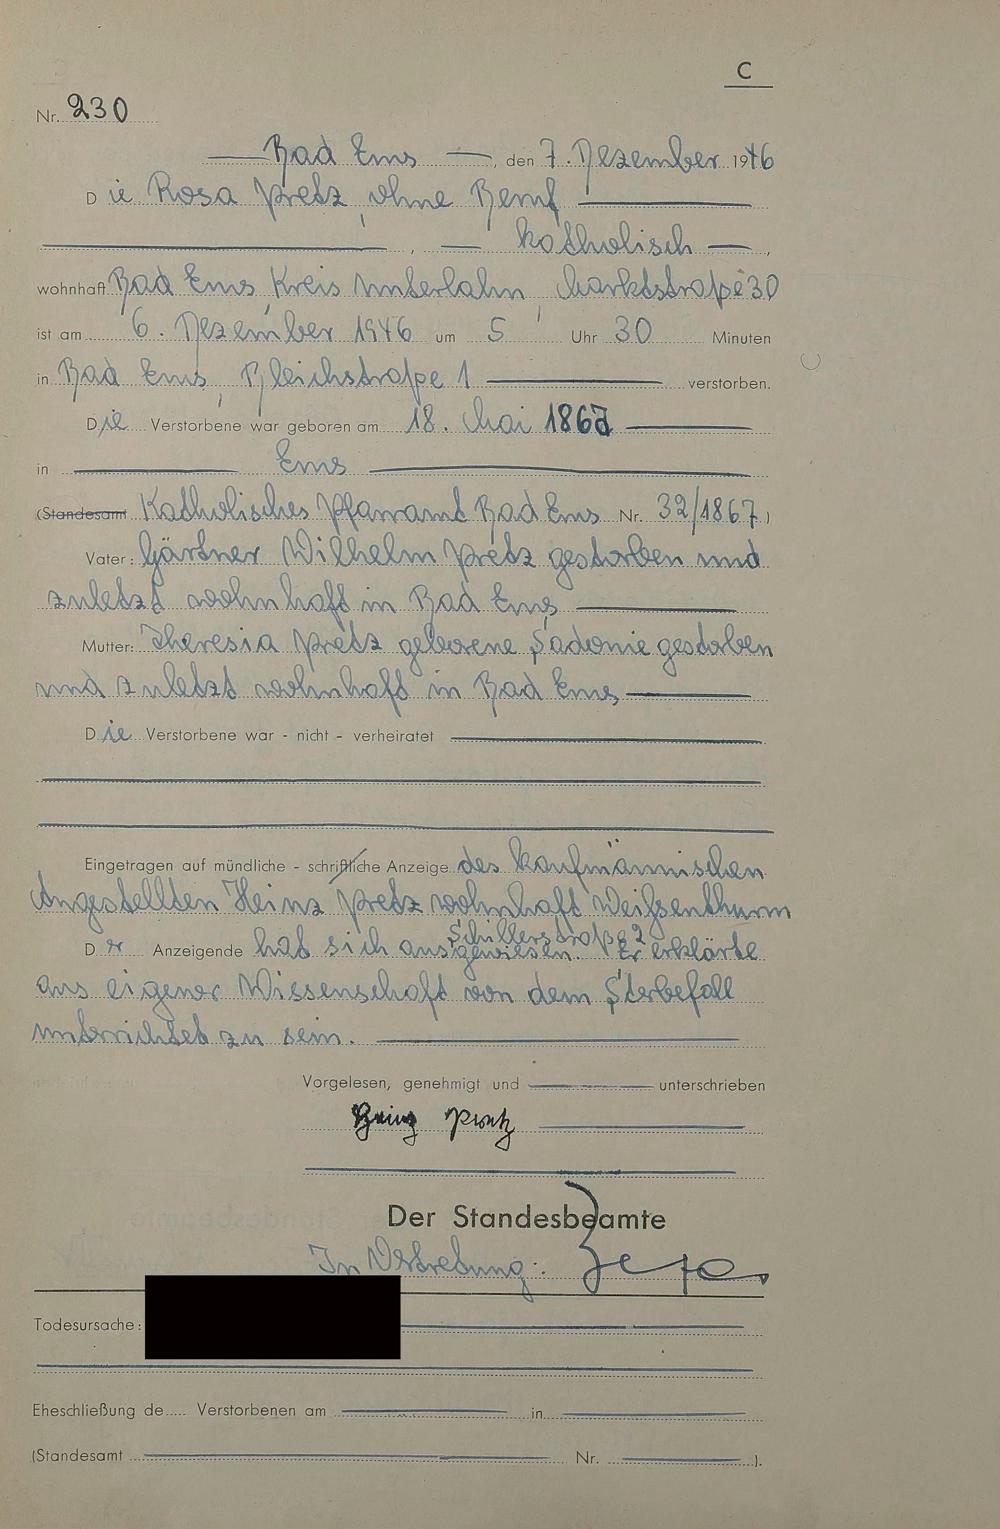 C
Nr. 230
Bad Ems, den 7. Dezember 1946
Die Rosa Pretz, ohne Beruf
, katholisch,
wohnhaft Bad Ems, Kreis Unterlahn, Marktstraße 30
ist am 6. Dezember 1946 um 5 Uhr 30 Minuten
in Bad Ems, Bleichstraße 1 verstorben.
Die Verstorbene war geboren am 18. Mai 1867
in Ems
(Standesamt Katholisches Pfarramt Bad Ems Nr. 32/1867)
Vater: Gärtner Wilhelm Pretz gestorben und
zuletzt wohnhaft in Bad Ems
Mutter: Theresia Pretz geborene Sadonie gestorben
und zuletzt wohnhaft in Bad Ems
Die Verstorbene war - nicht - verheiratet
Eingetragen auf mündliche - schriftliche Anzeige des kaufmännischen
Angestellten Heinz Pretz wohnhaft Weißenthurm
Schillerstraße 2
Der Anzeigende hat sich ausgewiesen. Er erklärte
aus eigener Wissenschaft von dem Sterbefall
unterrichtet zu sein.
Vorgelesen, genehmigt und unterschrieben
Heinz Pretz
Der Standesbeamte
In Vertretung:
Todesursache:
Eheschließung de..... Verstorbenen am in
(Standesamt Nr. ).